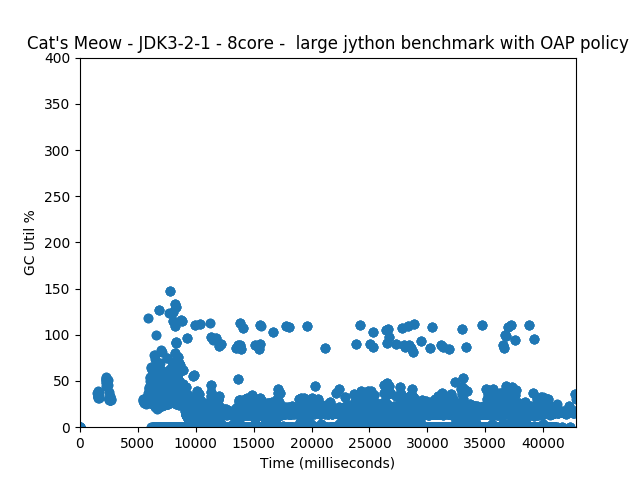 Cat's Meow - JDK3-2-1 - 8core -  large jython benchmark with OAP policy
400
350
300
250
200
150
100
50
0
GC Util %
0 5000 10000 15000 20000 25000 30000 35000 40000
Time (milliseconds)